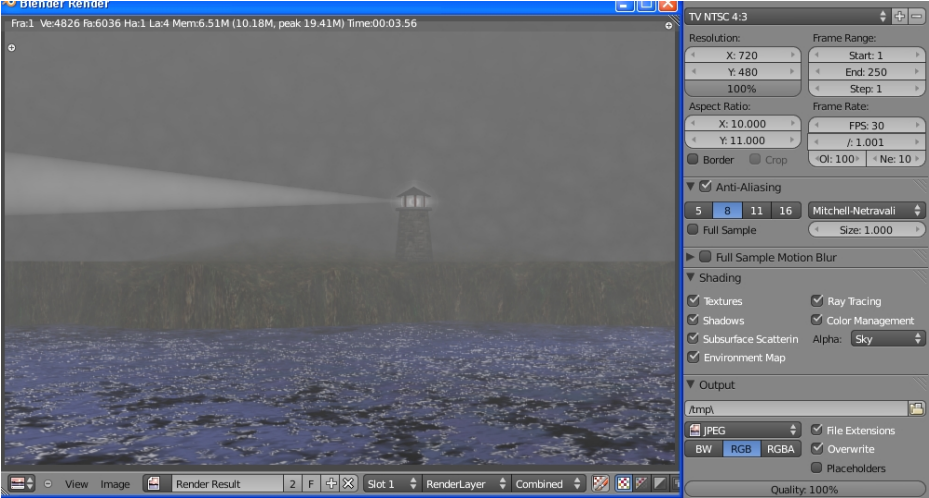 Blender Render
Fra:1 Ve:4826 Fa:6036 Ha:1 La:4 Mem:6.51M (10.18M, peak 19.41M) Time:00:03.56
View Image Render Result 2 F Slot 1 RenderLayer Combined
TV NTSC 4:3
Resolution:
X: 720
Y: 480
100%
Aspect Ratio:
X: 10.000
Y: 11.000
Border Crop
Frame Range:
Start: 1
End: 250
Step: 1
Frame Rate:
FPS: 30
/: 1.001
Ol: 100 Ne: 10
Anti-Aliasing
5 8 11 16 Mitchell-Netravali
Full Sample Size: 1.000
Full Sample Motion Blur
Shading
Textures Ray Tracing
Shadows Color Management
Subsurface Scatterin Alpha: Sky
Environment Map
Output
/tmp\
JPEG File Extensions
BW RGB RGBA Overwrite
Placeholders
Quality: 100%